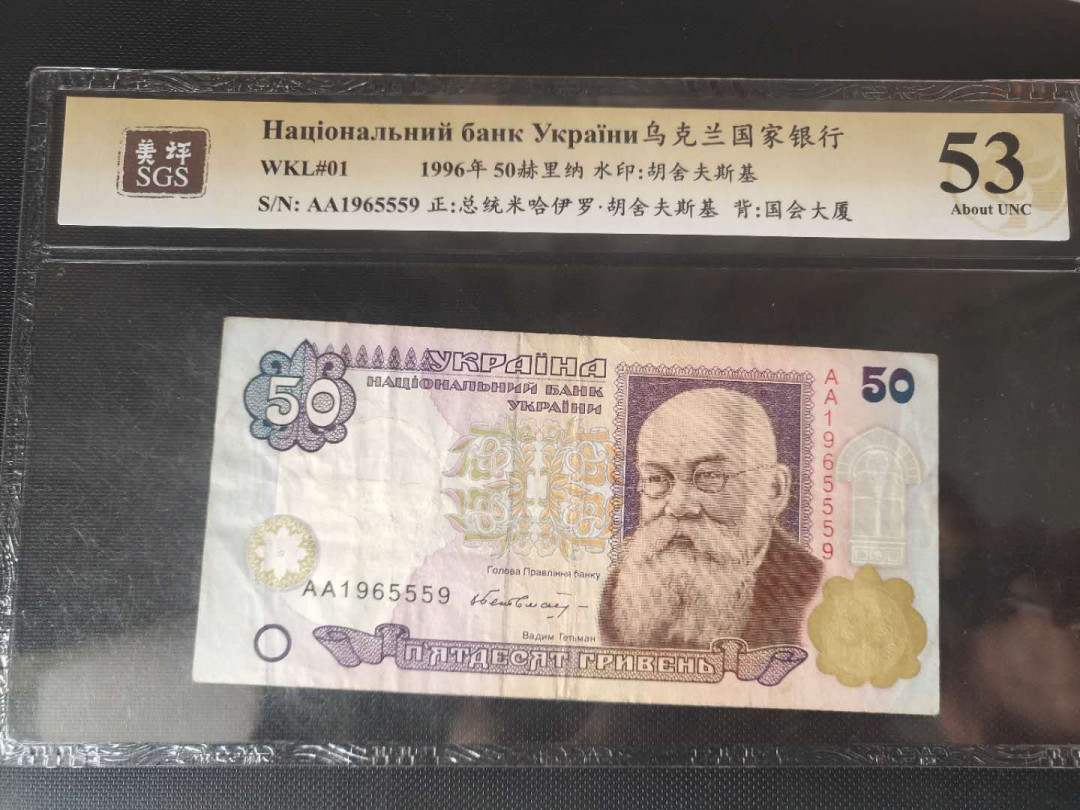 美坪
SGS
Національний банк України乌克兰国家银行
WKL#01 1996年 50赫里纳 水印:胡舍夫斯基
S/N: AA1965559 正:总统米哈伊罗·胡舍夫斯基 背:国会大厦
53
About UNC
50
УКРАЇНА
НАЦІОНАЛЬНИЙ БАНК
УКРАЇНИ
АА1965559
50
Голова Правління банку
АА1965559
Вадим Гетьман
П'ЯТДЕСЯТ ГРИВЕНЬ